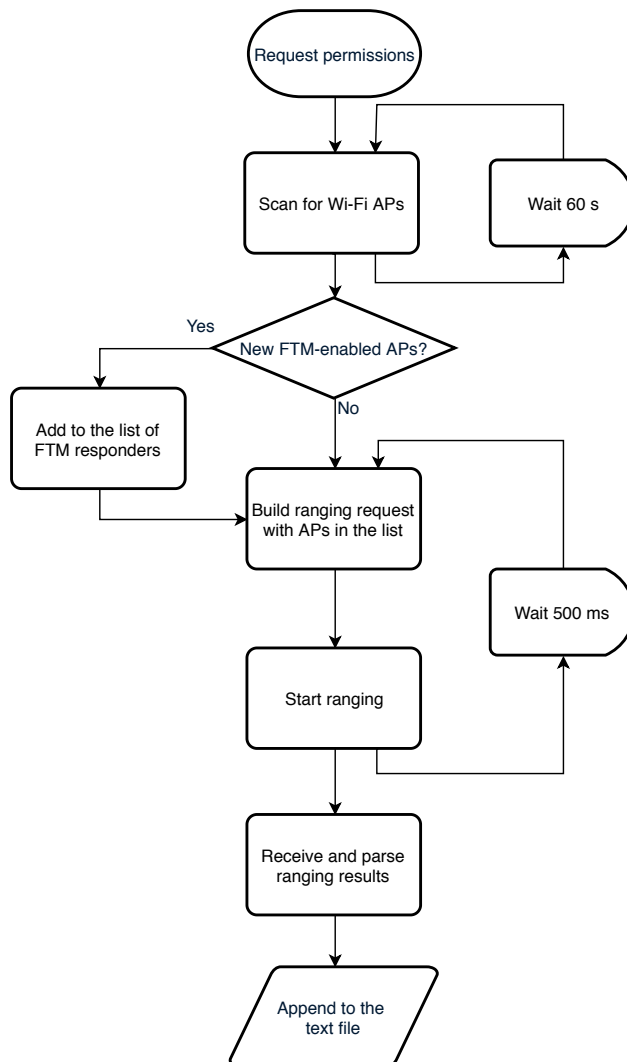 Request permissions
Scan for Wi-Fi APs
Wait 60 s
Yes
New FTM-enabled APs?
No
Add to the list of
FTM responders
Build ranging request
with APs in the list
Wait 500 ms
Start ranging
Receive and parse
ranging results
Append to the
text file